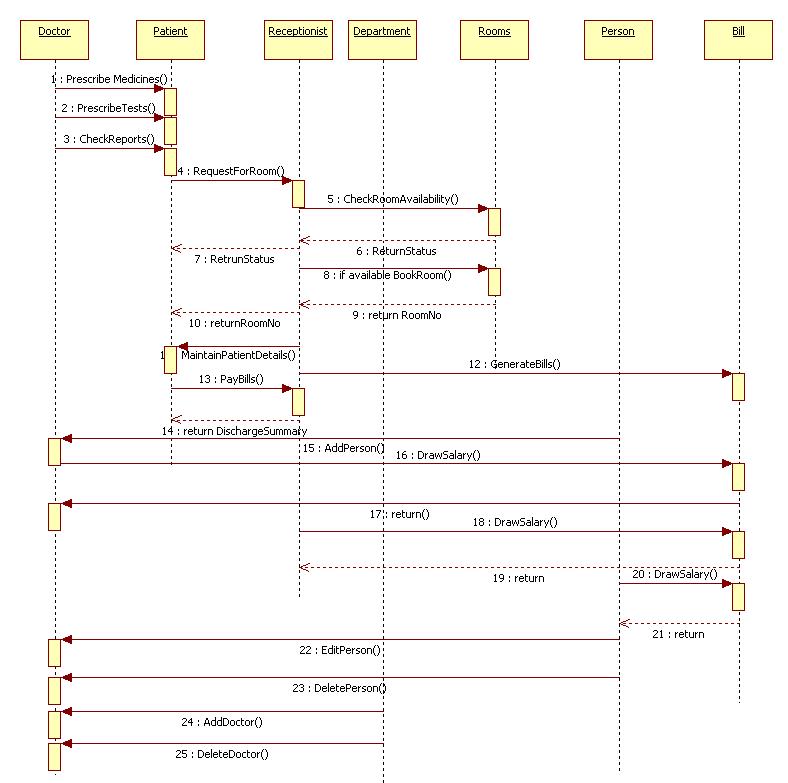 Doctor
Patient
Receptionist
Department
Rooms
Person
Bill
1 : Prescribe Medicines()
2 : PrescribeTests()
3 : CheckReports()
4 : RequestForRoom()
5 : CheckRoomAvailability()
6 : ReturnStatus
7 : RetrunStatus
8 : if available BookRoom()
9 : return RoomNo
10 : returnRoomNo
MaintainPatientDetails()
12 : GenerateBills()
13 : PayBills()
14 : return DischargeSummary
15 : AddPerson()
16 : DrawSalary()
17 : return()
18 : DrawSalary()
19 : return
20 : DrawSalary()
21 : return
22 : EditPerson()
23 : DeletePerson()
24 : AddDoctor()
25 : DeleteDoctor()